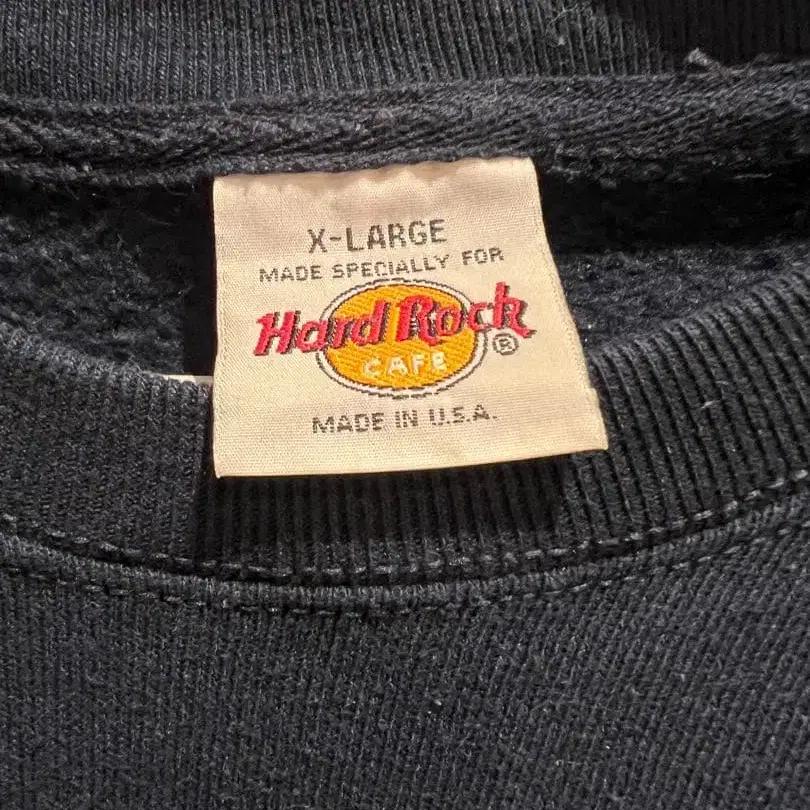 X-LARGE
MADE SPECIALLY FOR
Hard Rock
CAFE ®
MADE IN U.S.A.